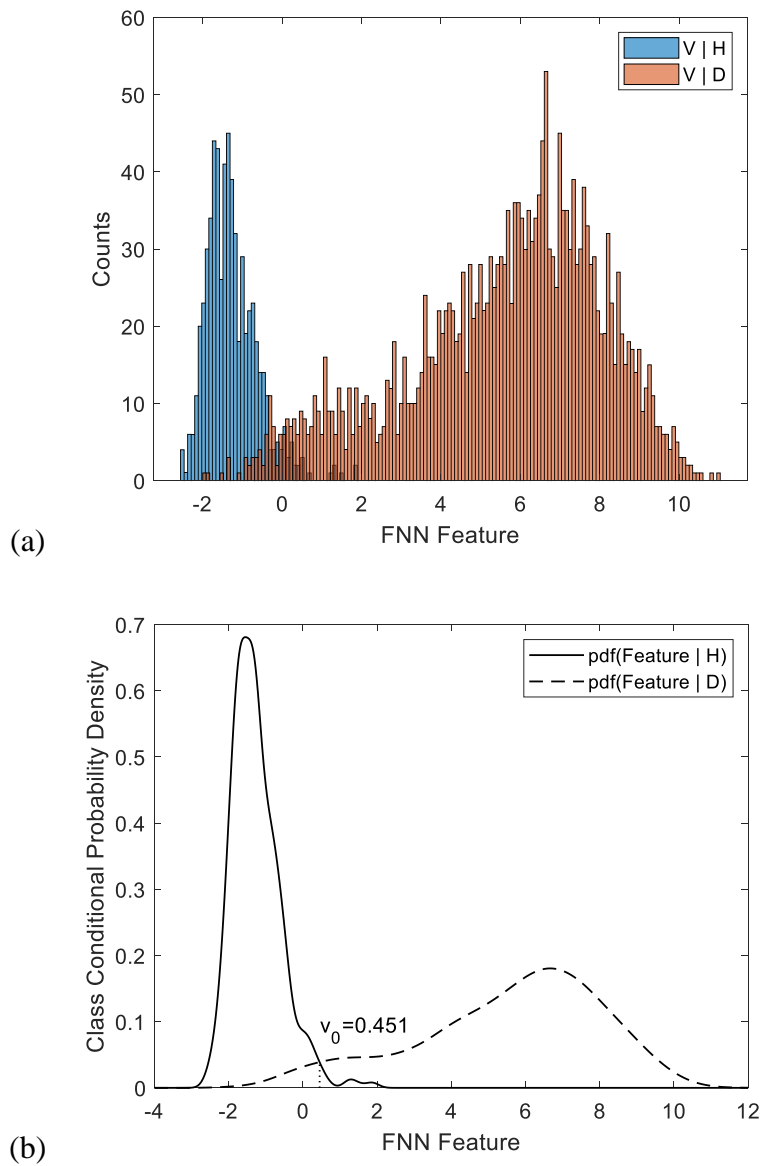 60
50
40
30
20
10
0
Counts
V | H
V | D
-2 0 2 4 6 8 10
FNN Feature
(a)
0.7
0.6
0.5
0.4
0.3
0.2
0.1
0
Class Conditional Probability Density
pdf(Feature | H)
pdf(Feature | D)
v0=0.451
-4 -2 0 2 4 6 8 10 12
FNN Feature
(b)